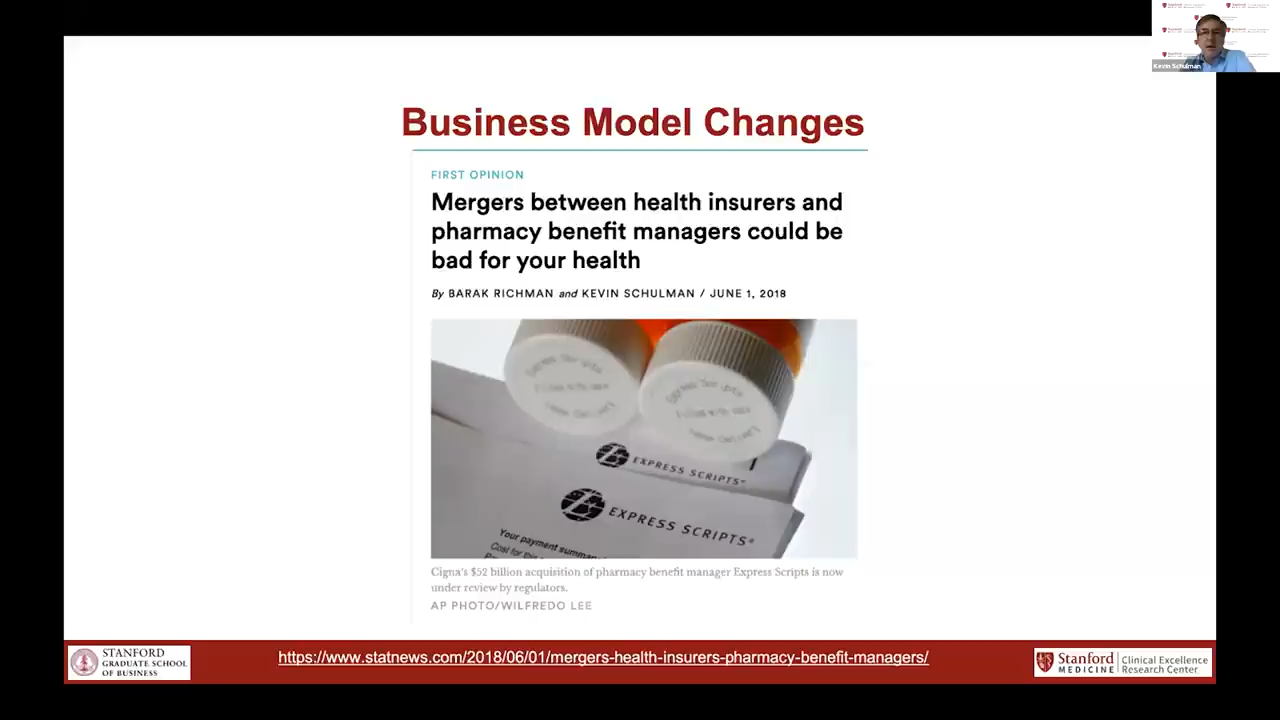 Kevin Schulman
Business Model Changes
FIRST OPINION
Mergers between health insurers and
pharmacy benefit managers could be
bad for your health
By BARAK RICHMAN and KEVIN SCHULMAN / JUNE 1, 2018
EXPRESS SCRIPTS
EXPRESS SCRIPTS®
Your payment summa
Cost for this
Cigna's $52 billion acquisition of pharmacy benefit manager Express Scripts is now
under review by regulators.
AP PHOTO/WILFREDO LEE
STANFORD
GRADUATE SCHOOL
OF BUSINESS
https://www.statnews.com/2018/06/01/mergers-health-insurers-pharmacy-benefit-managers/
Stanford
MEDICINE
Clinical Excellence
Research Center